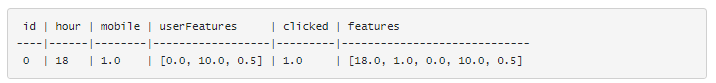 id | hour | mobile | userFeatures     | clicked | features
----|------|--------|------------------|---------|-----------------------------
0  | 18   | 1.0    | [0.0, 10.0, 0.5] | 1.0     | [18.0, 1.0, 0.0, 10.0, 0.5]